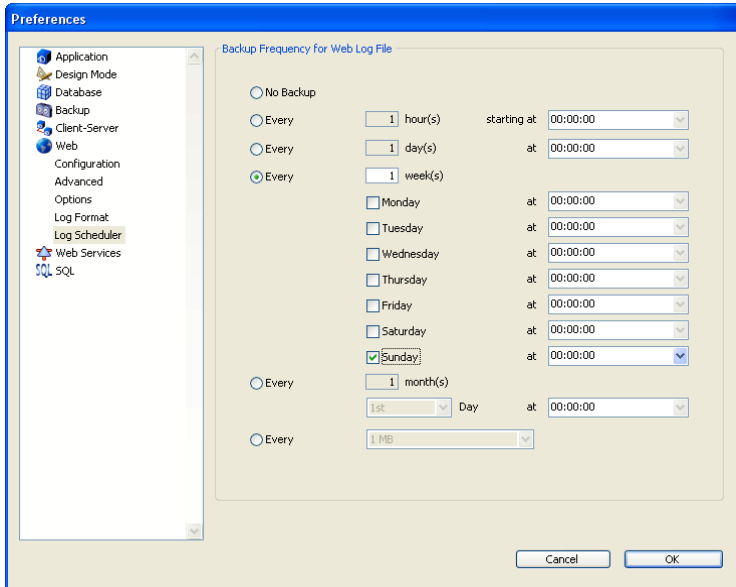 Preferences
Application
Design Mode
Database
Backup
Client-Server
Web
Configuration
Advanced
Options
Log Format
Log Scheduler
Web Services
SQL SQL
Backup Frequency for Web Log File
No Backup
Every 1 hour(s) starting at 00:00:00
Every 1 day(s) at 00:00:00
Every 1 week(s)
Monday at 00:00:00
Tuesday at 00:00:00
Wednesday at 00:00:00
Thursday at 00:00:00
Friday at 00:00:00
Saturday at 00:00:00
Sunday at 00:00:00
Every 1 month(s)
1st Day at 00:00:00
Every 1 MB
Cancel OK